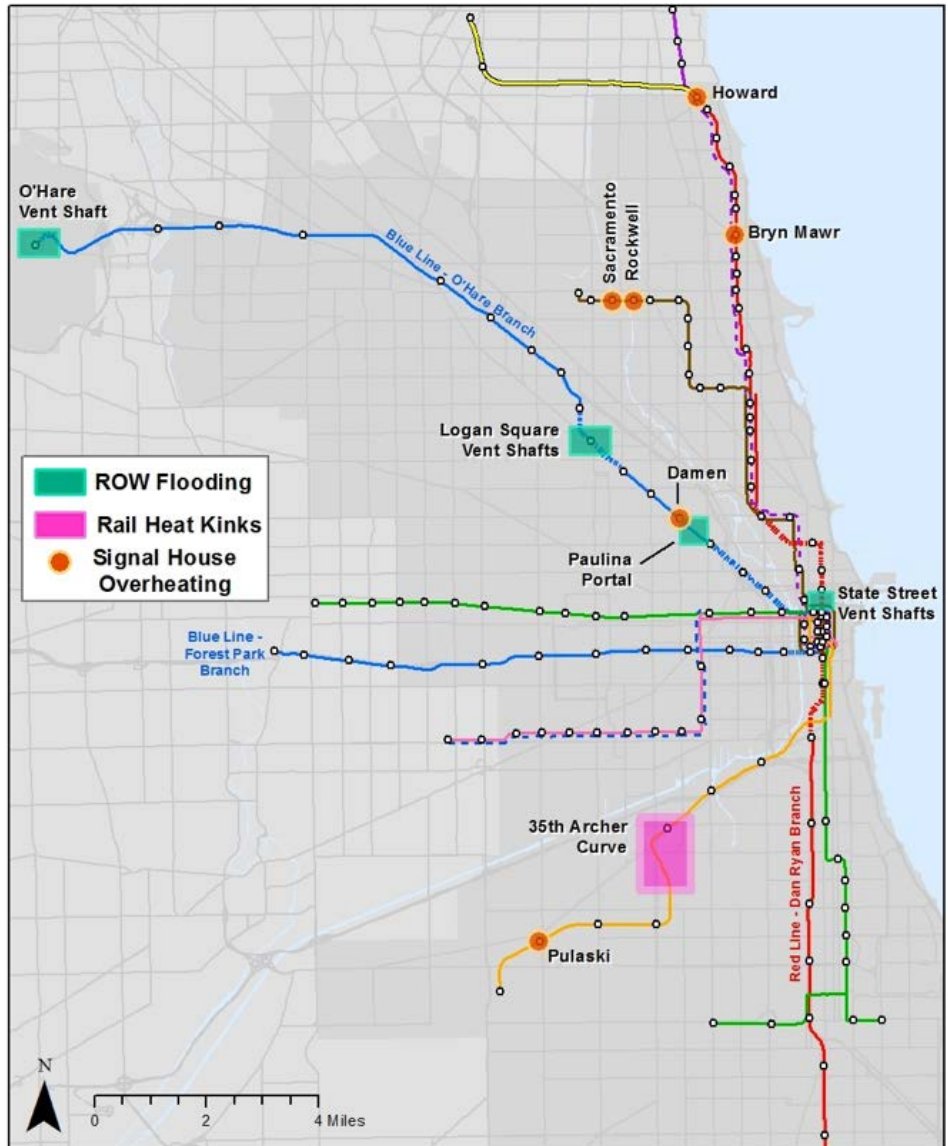 Howard
O'Hare
Vent Shaft
Sacramento
Rockwell
Bryn Mawr
Blue Line - O'Hare Branch
Logan Square
Vent Shafts
Damen
ROW Flooding
Rail Heat Kinks
Signal House
Overheating
Paulina
Portal
State Street
Vent Shafts
Blue Line -
Forest Park
Branch
35th Archer
Curve
Red Line - Dan Ryan Branch
Pulaski
N
0 2 4 Miles